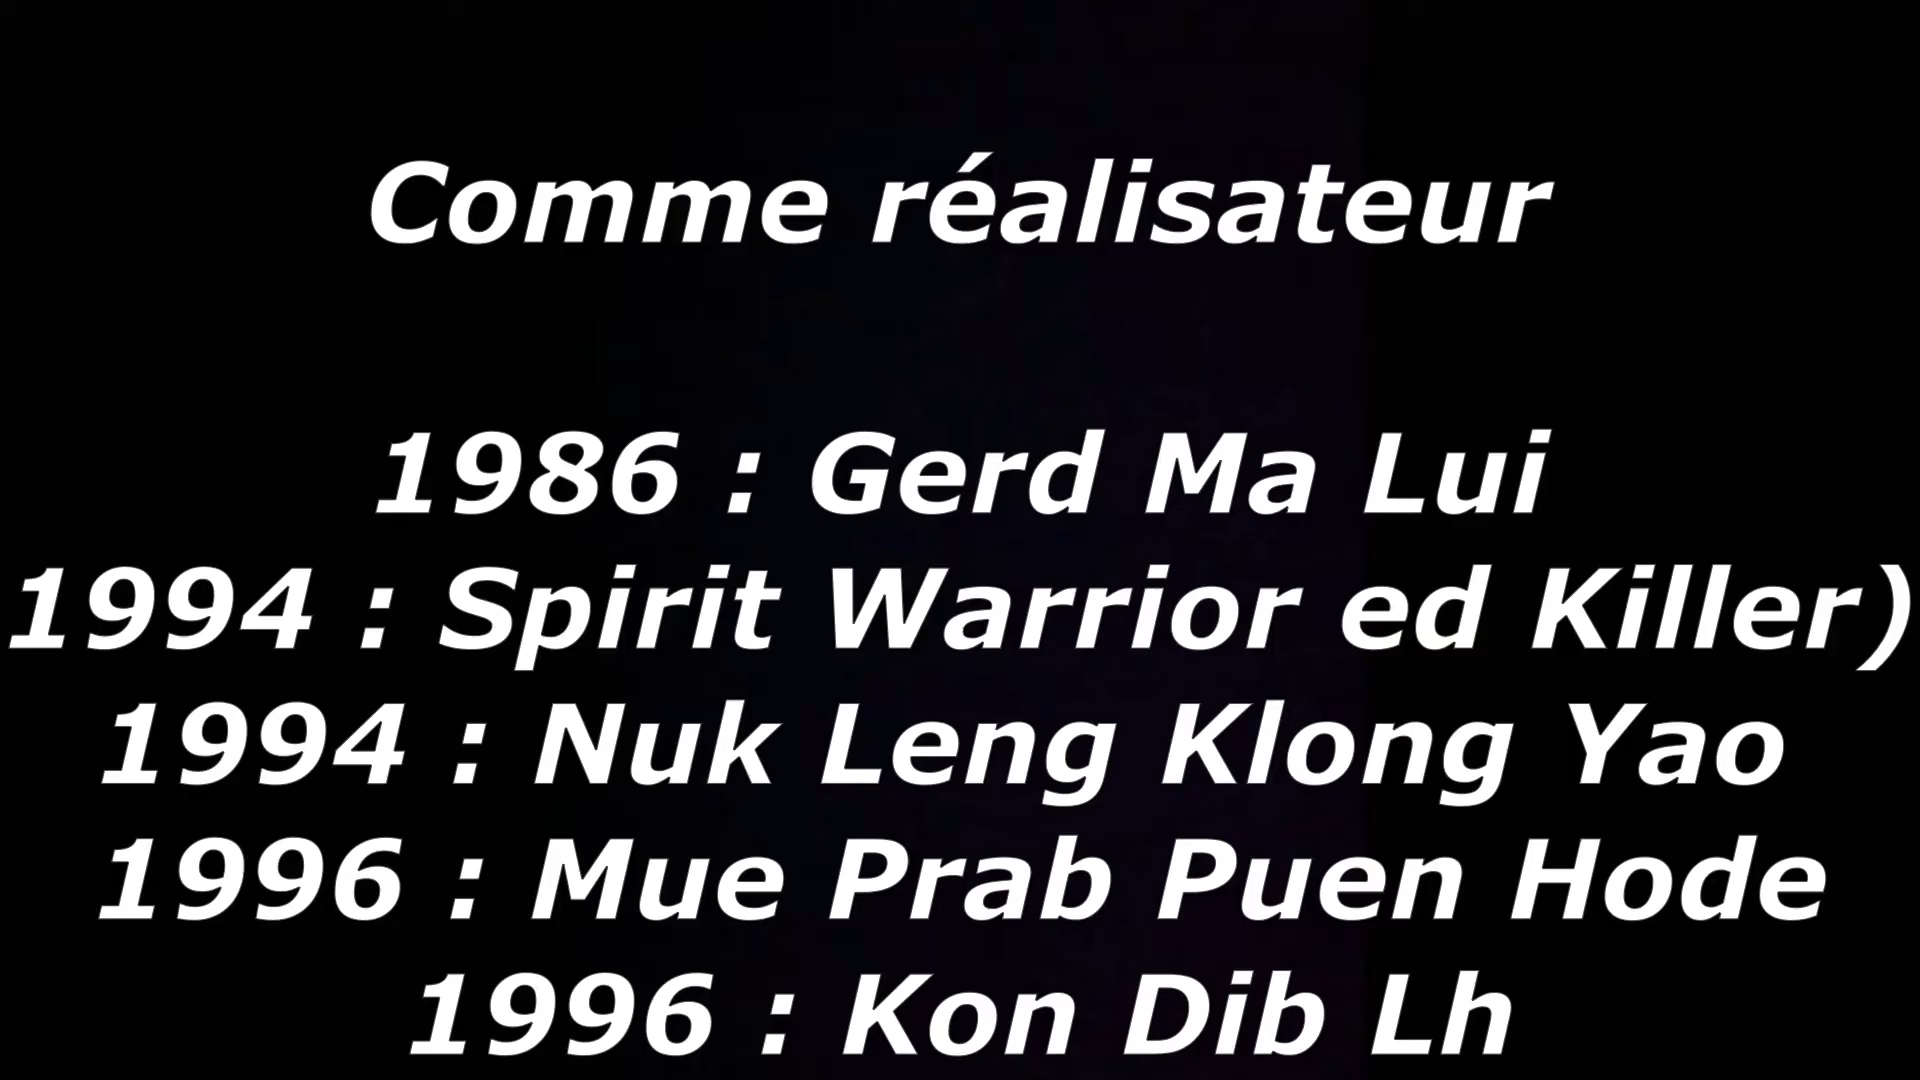 Comme réalisateur
1986 : Gerd Ma Lui
1994 : Spirit Warrior ed Killer)
1994 : Nuk Leng Klong Yao
1996 : Mue Prab Puen Hode
1996 : Kon Dib Lh